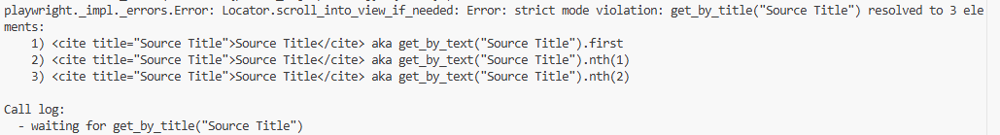 playwright._impl._errors.Error: Locator.scroll_into_view_if_needed: Error: strict mode violation: get_by_title("Source Title") resolved to 3 ele
ments:
    1) <cite title="Source Title">Source Title</cite> aka get_by_text("Source Title").first
    2) <cite title="Source Title">Source Title</cite> aka get_by_text("Source Title").nth(1)
    3) <cite title="Source Title">Source Title</cite> aka get_by_text("Source Title").nth(2)

Call log:
  - waiting for get_by_title("Source Title")